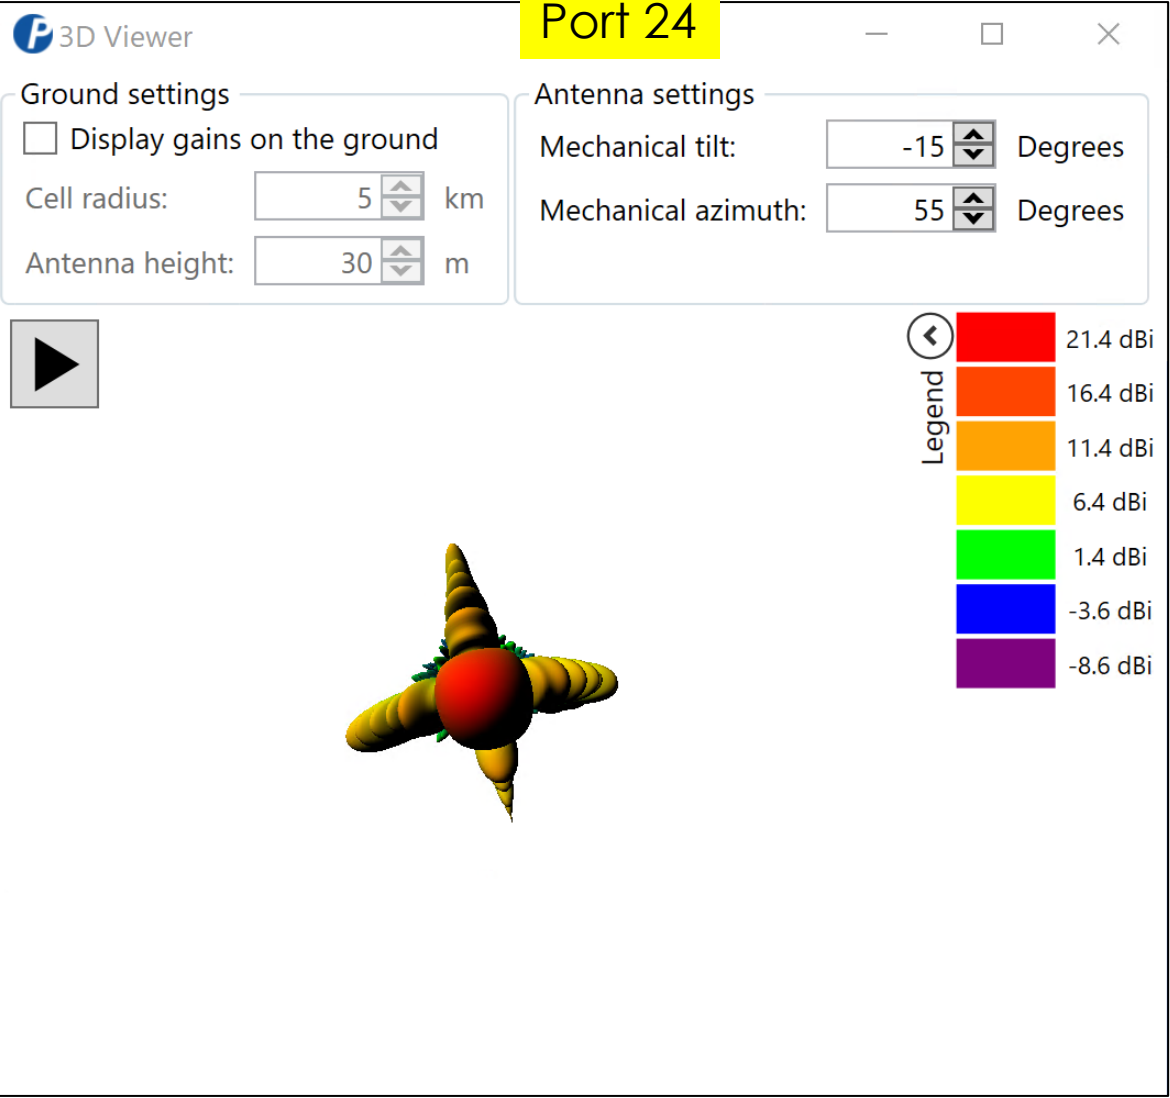 Port 24
3D Viewer
Ground settings
Display gains on the ground
Cell radius: 5 km
Antenna height: 30 m
Antenna settings
Mechanical tilt: -15 Degrees
Mechanical azimuth: 55 Degrees
Legend
21.4 dBi
16.4 dBi
11.4 dBi
6.4 dBi
1.4 dBi
-3.6 dBi
-8.6 dBi